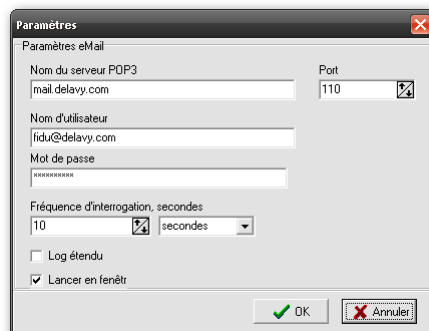 Paramètres
Paramètres eMail
Nom du serveur POP3 Port
mail.delavy.com 110
Nom d'utilisateur
fidu@delavy.com
Mot de passe
××××××××××
Fréquence d'interrogation, secondes
10 secondes
Log étendu
Lancer en fenêtr
OK Annuler